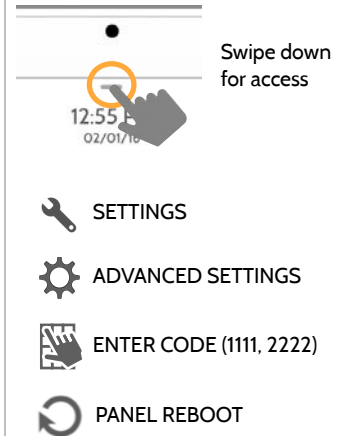 Swipe down
for access
12:55
02/01/16
SETTINGS
ADVANCED SETTINGS
ENTER CODE (1111, 2222)
PANEL REBOOT